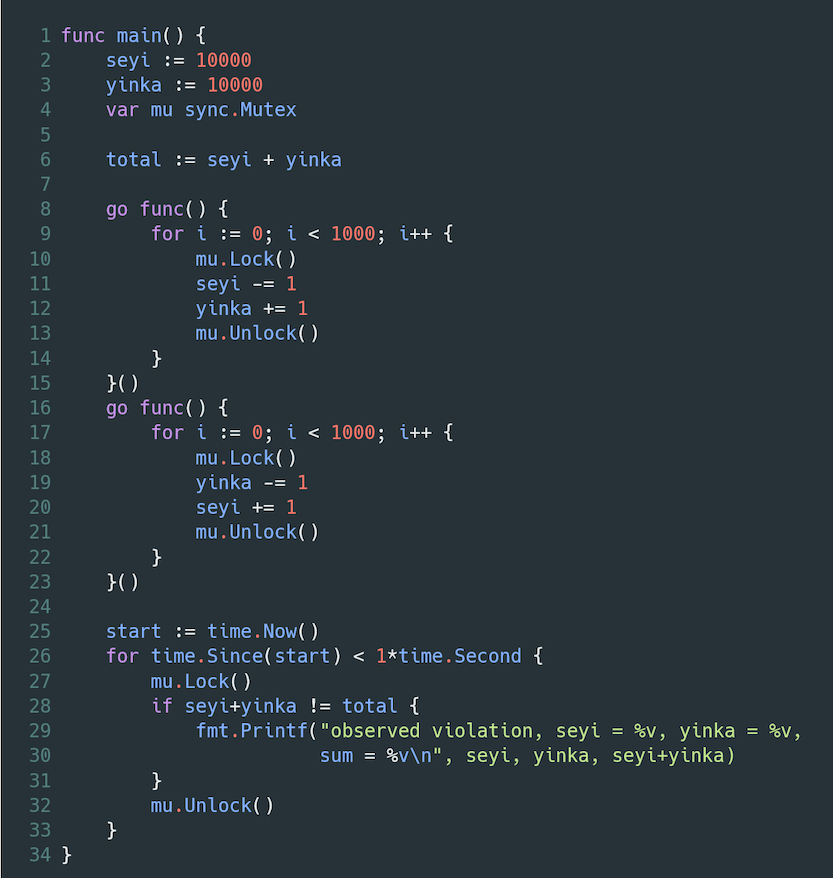 1 func main() {
2     seyi := 10000
3     yinka := 10000
4     var mu sync.Mutex
5
6     total := seyi + yinka
7
8     go func() {
9         for i := 0; i < 1000; i++ {
10             mu.Lock()
11             seyi -= 1
12             yinka += 1
13             mu.Unlock()
14         }
15     }()
16     go func() {
17         for i := 0; i < 1000; i++ {
18             mu.Lock()
19             yinka -= 1
20             seyi += 1
21             mu.Unlock()
22         }
23     }()
24
25     start := time.Now()
26     for time.Since(start) < 1*time.Second {
27         mu.Lock()
28         if seyi+yinka != total {
29             fmt.Printf("observed violation, seyi = %v, yinka = %v,
30                        sum = %v\n", seyi, yinka, seyi+yinka)
31         }
32         mu.Unlock()
33     }
34 }